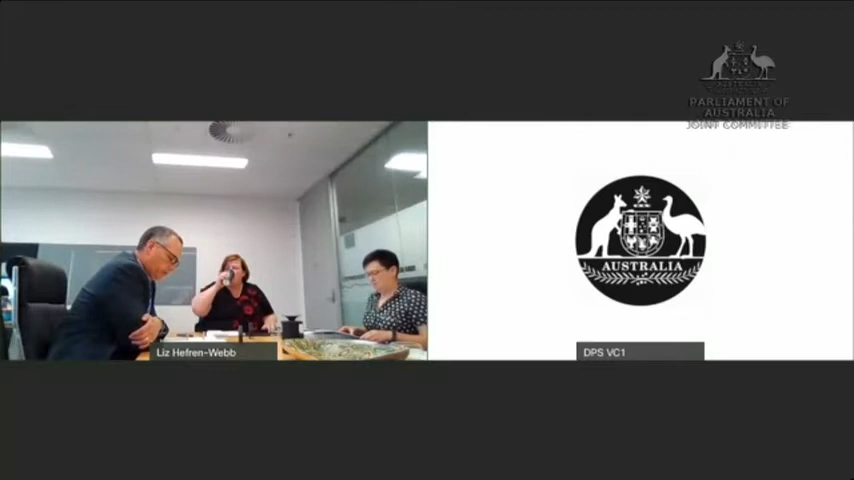 PARLIAMENT OF
AUSTRALIA
JOINT COMMITTEE
AUSTRALIA
Liz Hefren-Webb
DPS VC1